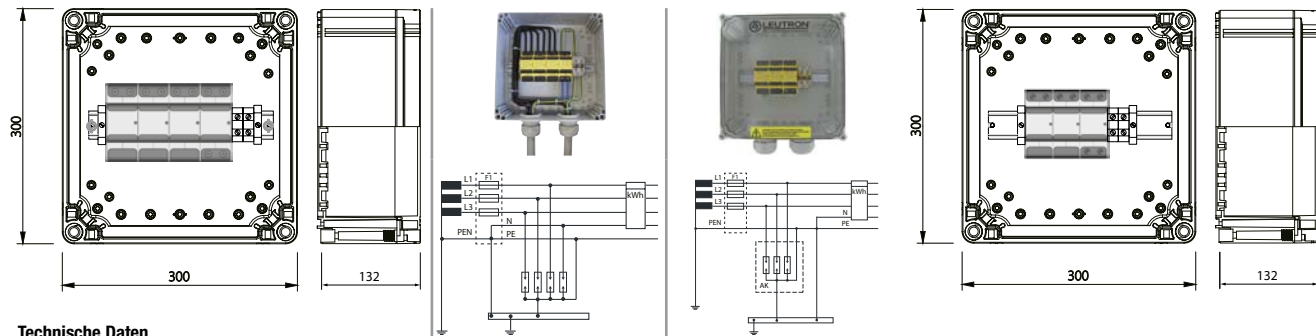 300
300
132
L1
F1
L2
L3
kWh
N
PEN
PE
LEUTRON
L1
F1
L2
L3
kWh
N
PEN
PE
AK
300
300
132
Technische Daten